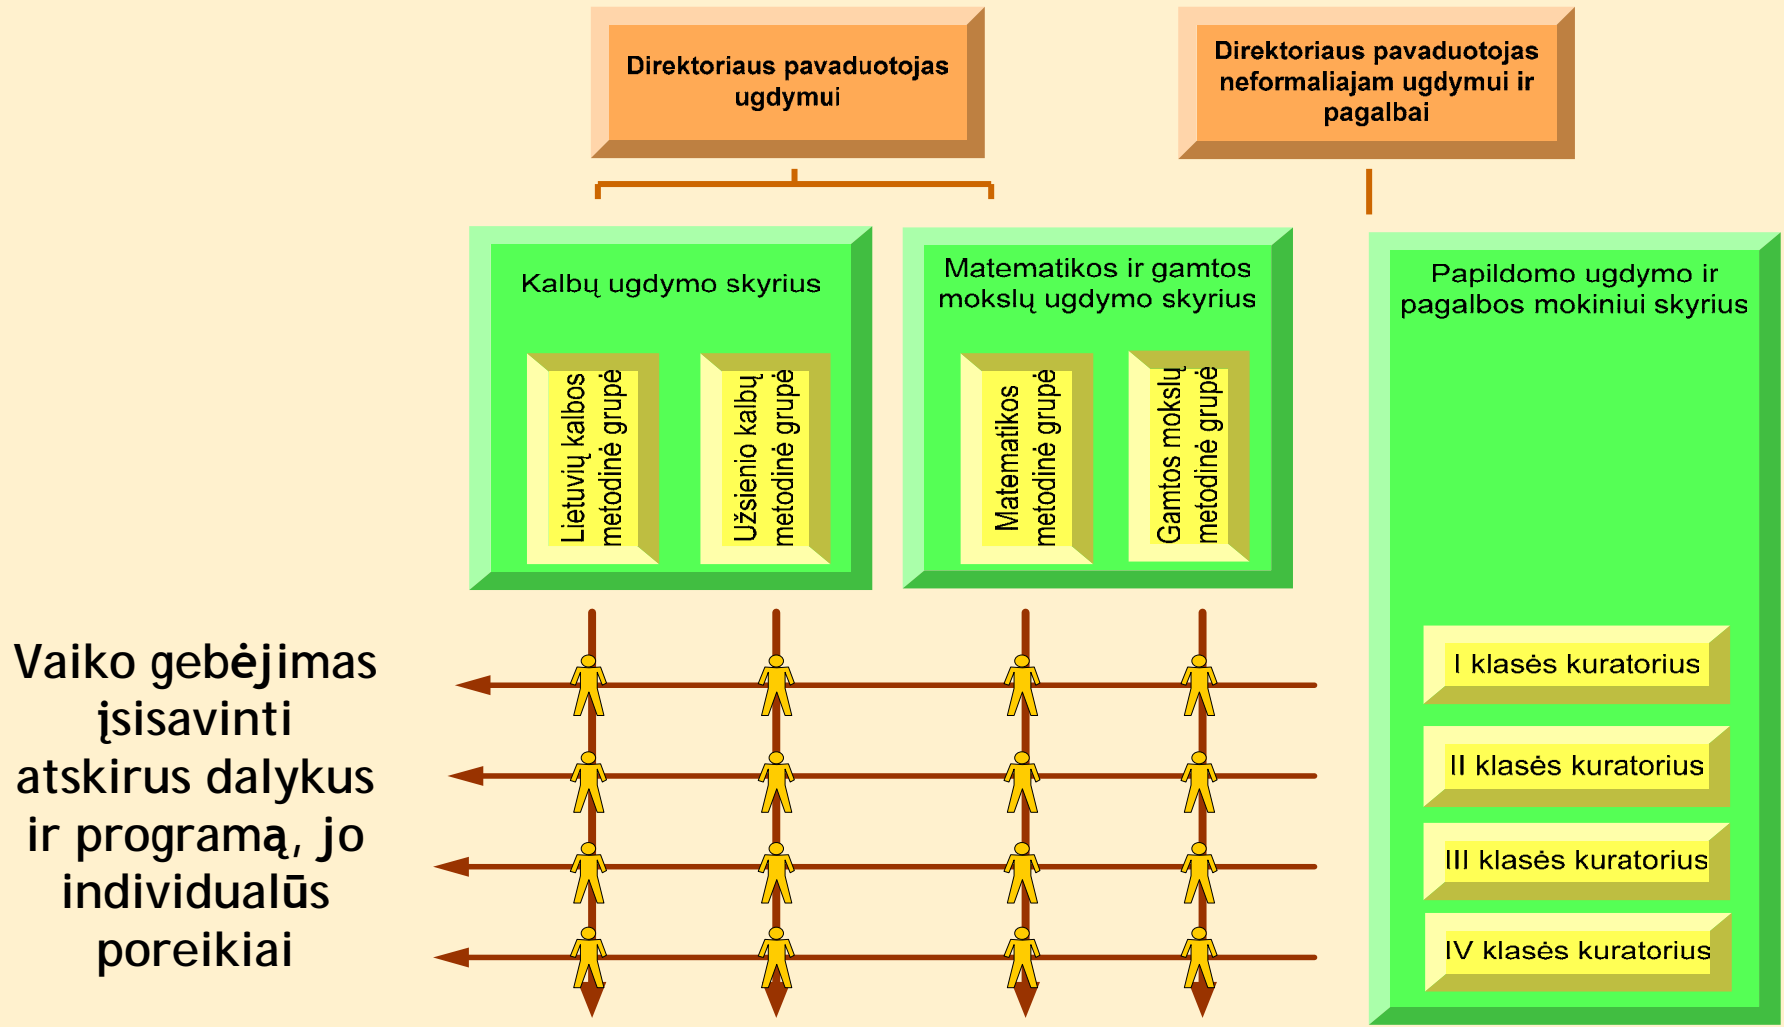 Direktoriaus pavaduotojas
ugdymui
Direktoriaus pavaduotojas
neformaliajam ugdymui ir
pagalbai
Kalbų ugdymo skyrius
Lietuvių kalbos
metodinė grupė
Užsienio kalbų
metodinė grupė
Matematikos ir gamtos
mokslų ugdymo skyrius
Matematikos
metodinė grupė
Gamtos mokslų
metodinė grupė
Papildomo ugdymo ir
pagalbos mokiniui skyrius
I klasės kuratorius
II klasės kuratorius
III klasės kuratorius
IV klasės kuratorius
Vaiko gebėjimas
įsisavinti
atskirus dalykus
ir programą, jo
individualūs
poreikiai